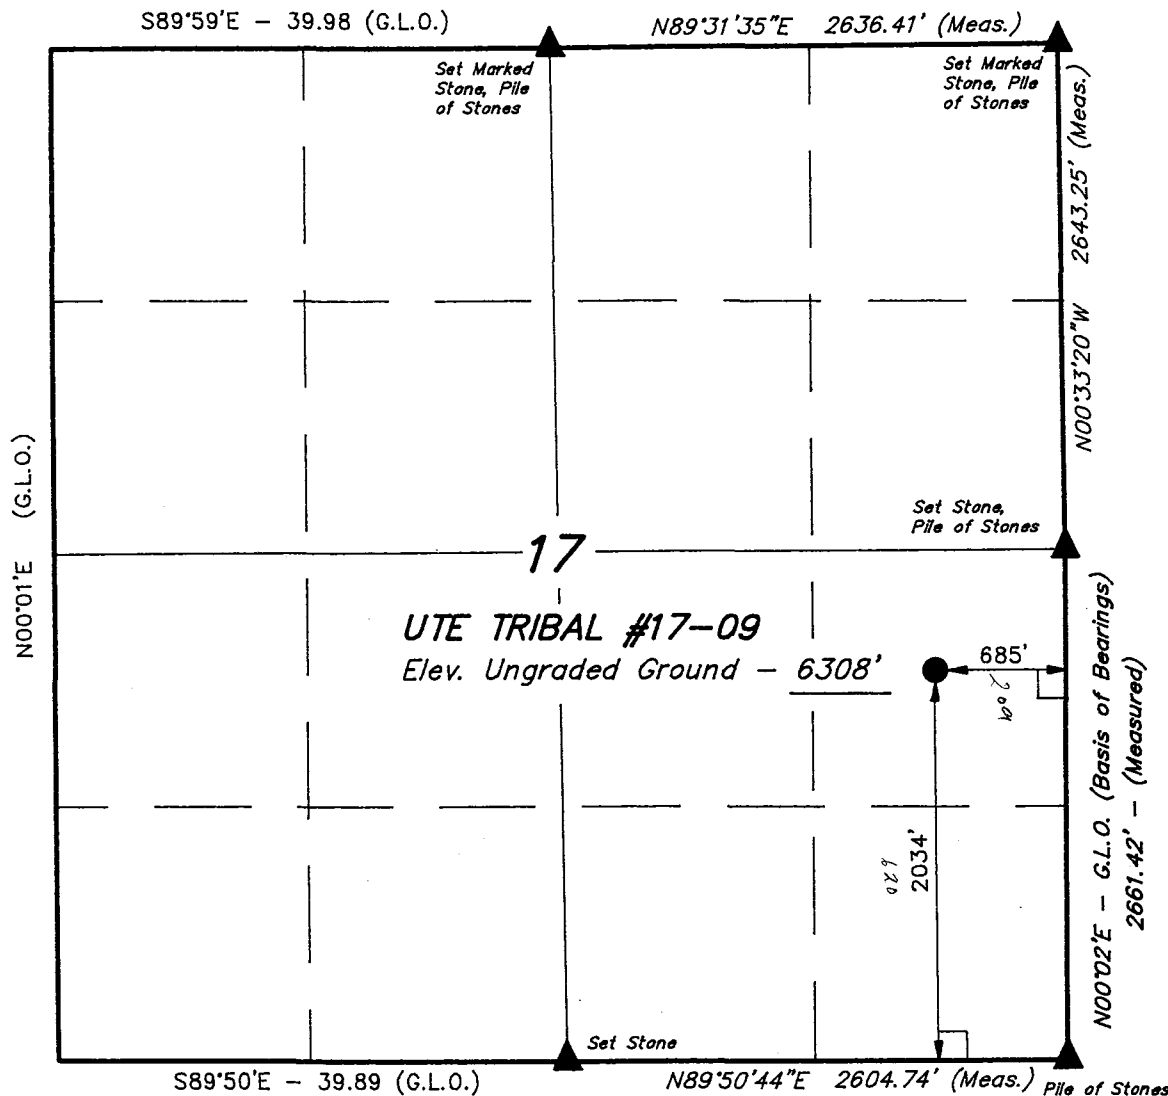 S89°59'E – 39.98 (G.L.O.)
N89°31'35"E 2636.41' (Meas.)
Set Marked
Stone, Pile
of Stones
Set Marked
Stone, Pile
of Stones
N00°33'20"W 2643.25' (Meas.)
N00°01'E (G.L.O.)
Set Stone,
Pile of Stones
17
UTE TRIBAL #17–09
Elev. Ungraded Ground – 6308'
685'
209
2034'
620
N00°02'E – G.L.O. (Basis of Bearings)
2661.42' – (Measured)
Set Stone
S89°50'E – 39.89 (G.L.O.)
N89°50'44"E 2604.74' (Meas.)
Pile of Stones